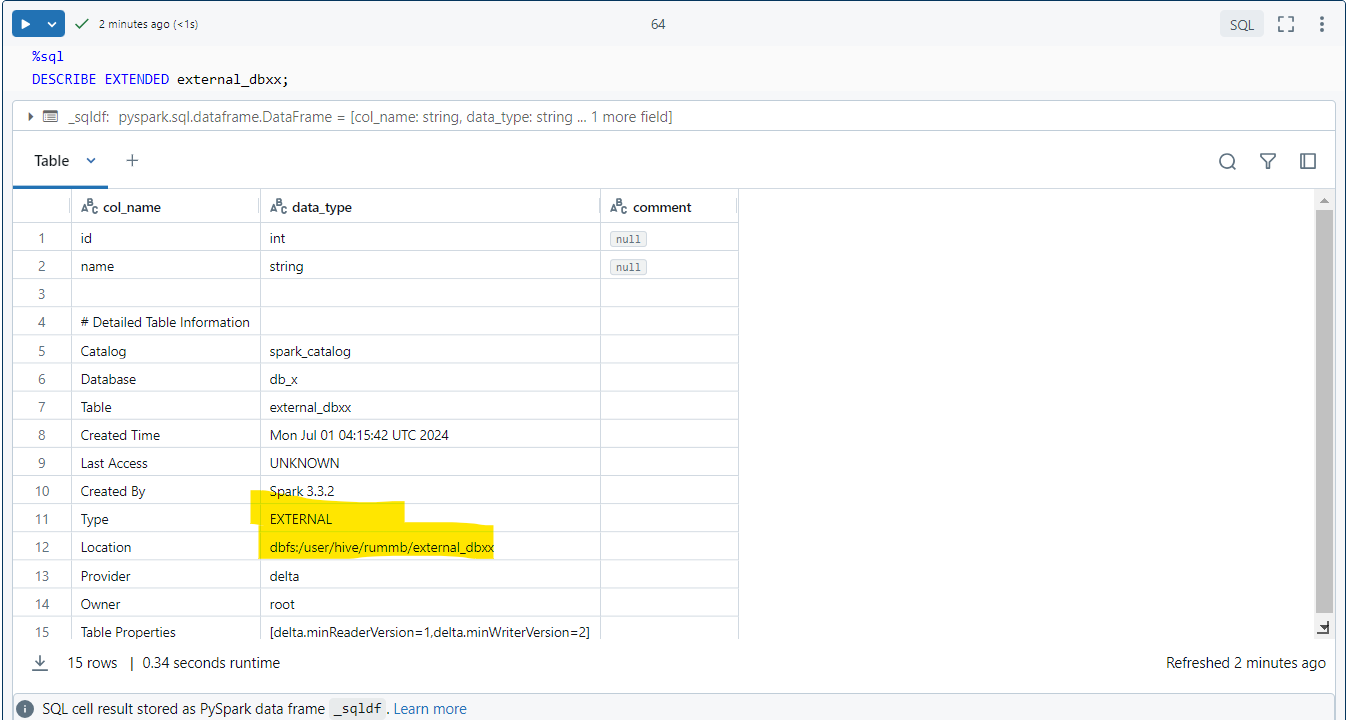 2 minutes ago (<1s) 64 SQL
%sql
DESCRIBE EXTENDED external_dbxx;
_sqldf: pyspark.sql.dataframe.DataFrame = [col_name: string, data_type: string ... 1 more field]
Table
ABC col_name ABC data_type ABC comment
1 id int null
2 name string null
3
4 # Detailed Table Information
5 Catalog spark_catalog
6 Database db_x
7 Table external_dbxx
8 Created Time Mon Jul 01 04:15:42 UTC 2024
9 Last Access UNKNOWN
10 Created By Spark 3.3.2
11 Type EXTERNAL
12 Location dbfs:/user/hive/rummb/external_dbxx
13 Provider delta
14 Owner root
15 Table Properties [delta.minReaderVersion=1,delta.minWriterVersion=2]
15 rows | 0.34 seconds runtime Refreshed 2 minutes ago
SQL cell result stored as PySpark data frame _sqldf. Learn more